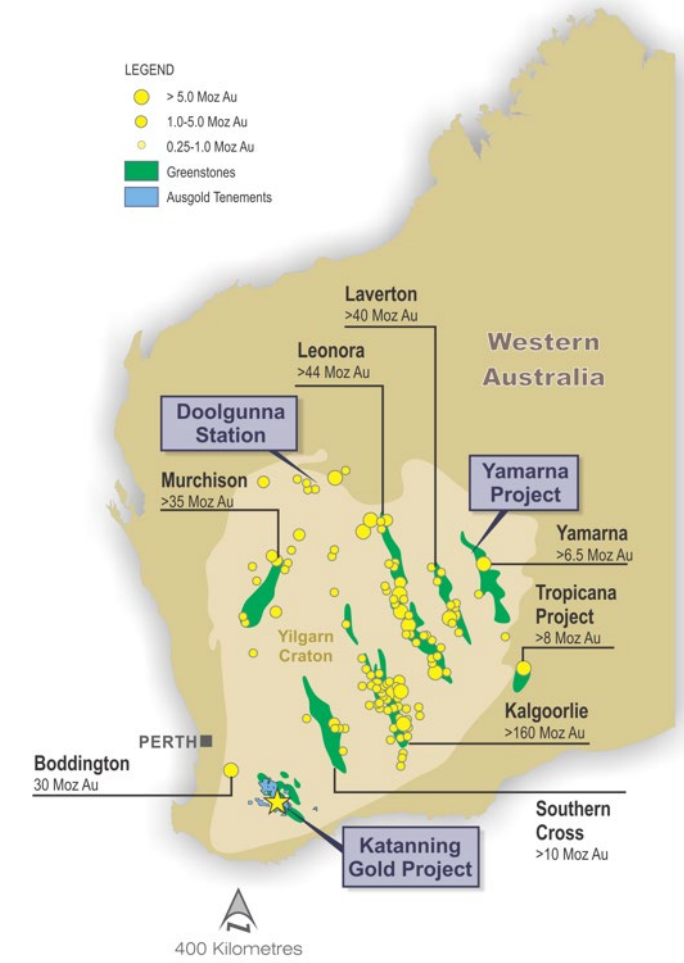 LEGEND
> 5.0 Moz Au
1.0-5.0 Moz Au
0.25-1.0 Moz Au
Greenstones
Ausgold Tenements
Laverton
>40 Moz Au
Western
Australia
Leonora
>44 Moz Au
Doolgunna
Station
Yamarna
Project
Murchison
>35 Moz Au
Yamarna
>6.5 Moz Au
Tropicana
Project
>8 Moz Au
Yilgarn
Craton
Kalgoorlie
>160 Moz Au
PERTH
Boddington
30 Moz Au
Southern
Cross
>10 Moz Au
Katanning
Gold Project
N
400 Kilometres